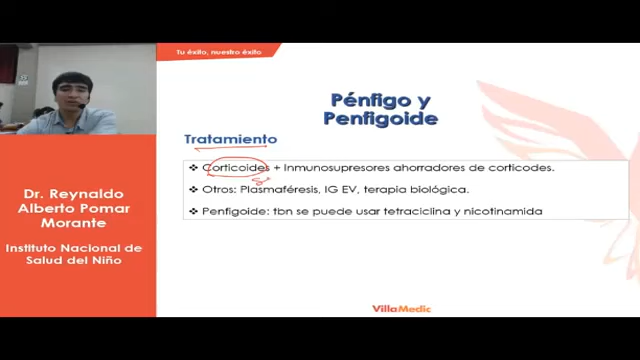 Tu éxito, nuestro éxito
Pénfigo y
Penfigoide
Tratamiento
Corticoides + Inmunosupresores ahorradores de corticodes.
Otros: Plasmaféresis, IG EV, terapia biológica.
Penfigoide: tbn se puede usar tetraciclina y nicotinamida
Dr. Reynaldo
Alberto Pomar
Morante
Instituto Nacional de
Salud del Niño
VillaMedic